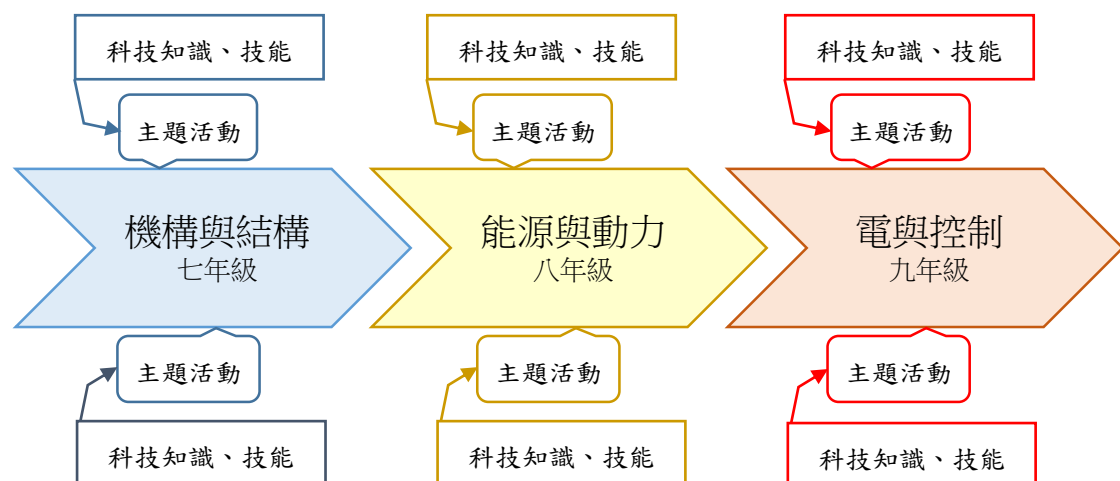 科技知識、技能
科技知識、技能
科技知識、技能
主題活動
主題活動
主題活動
機構與結構
七年級
能源與動力
八年級
電與控制
九年級
主題活動
主題活動
主題活動
科技知識、技能
科技知識、技能
科技知識、技能